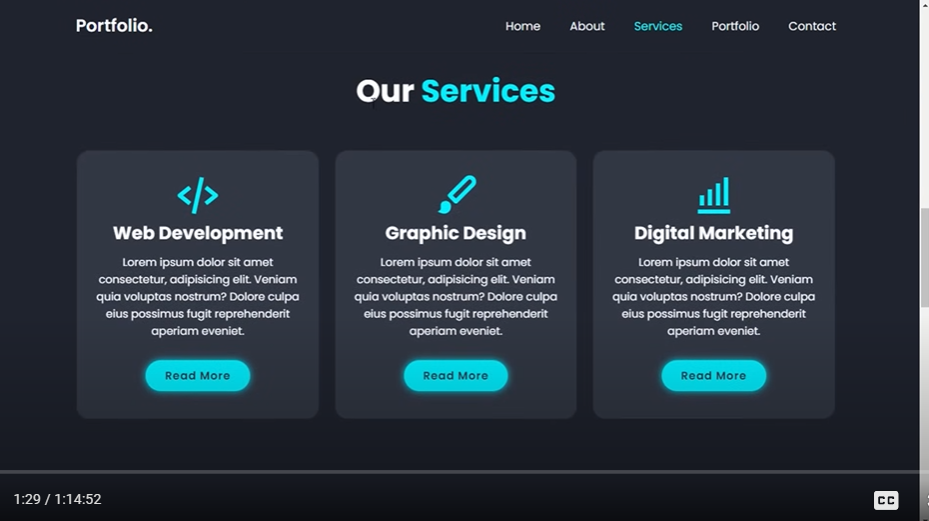 Portfolio.
Home About Services Portfolio Contact
Our Services
Web Development
Lorem ipsum dolor sit amet
consectetur, adipisicing elit. Veniam
quia voluptas nostrum? Dolore culpa
eius possimus fugit reprehenderit
aperiam eveniet.
Read More
Graphic Design
Lorem ipsum dolor sit amet
consectetur, adipisicing elit. Veniam
quia voluptas nostrum? Dolore culpa
eius possimus fugit reprehenderit
aperiam eveniet.
Read More
Digital Marketing
Lorem ipsum dolor sit amet
consectetur, adipisicing elit. Veniam
quia voluptas nostrum? Dolore culpa
eius possimus fugit reprehenderit
aperiam eveniet.
Read More
1:29 / 1:14:52
CC